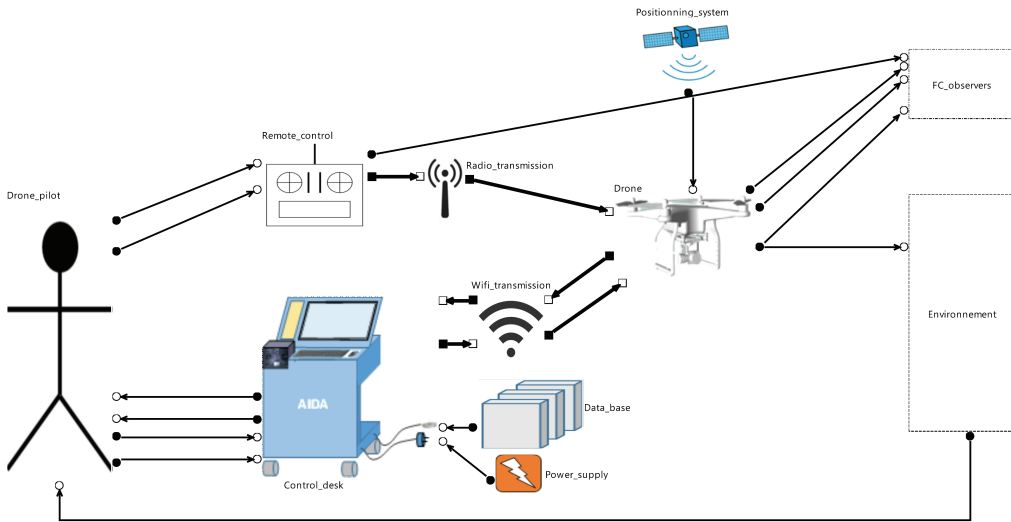 Positionning_system
FC_observers
Remote_control
Radio_transmission
Drone_pilot
Drone
Wifi_transmission
Environnement
AIDA
Data_base
Power_supply
Control_desk